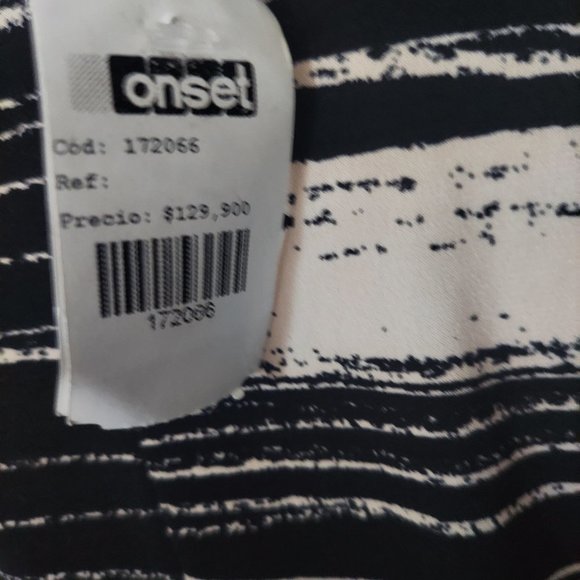 onset
Cód: 172066
Ref:
Precio: $129,900
172066